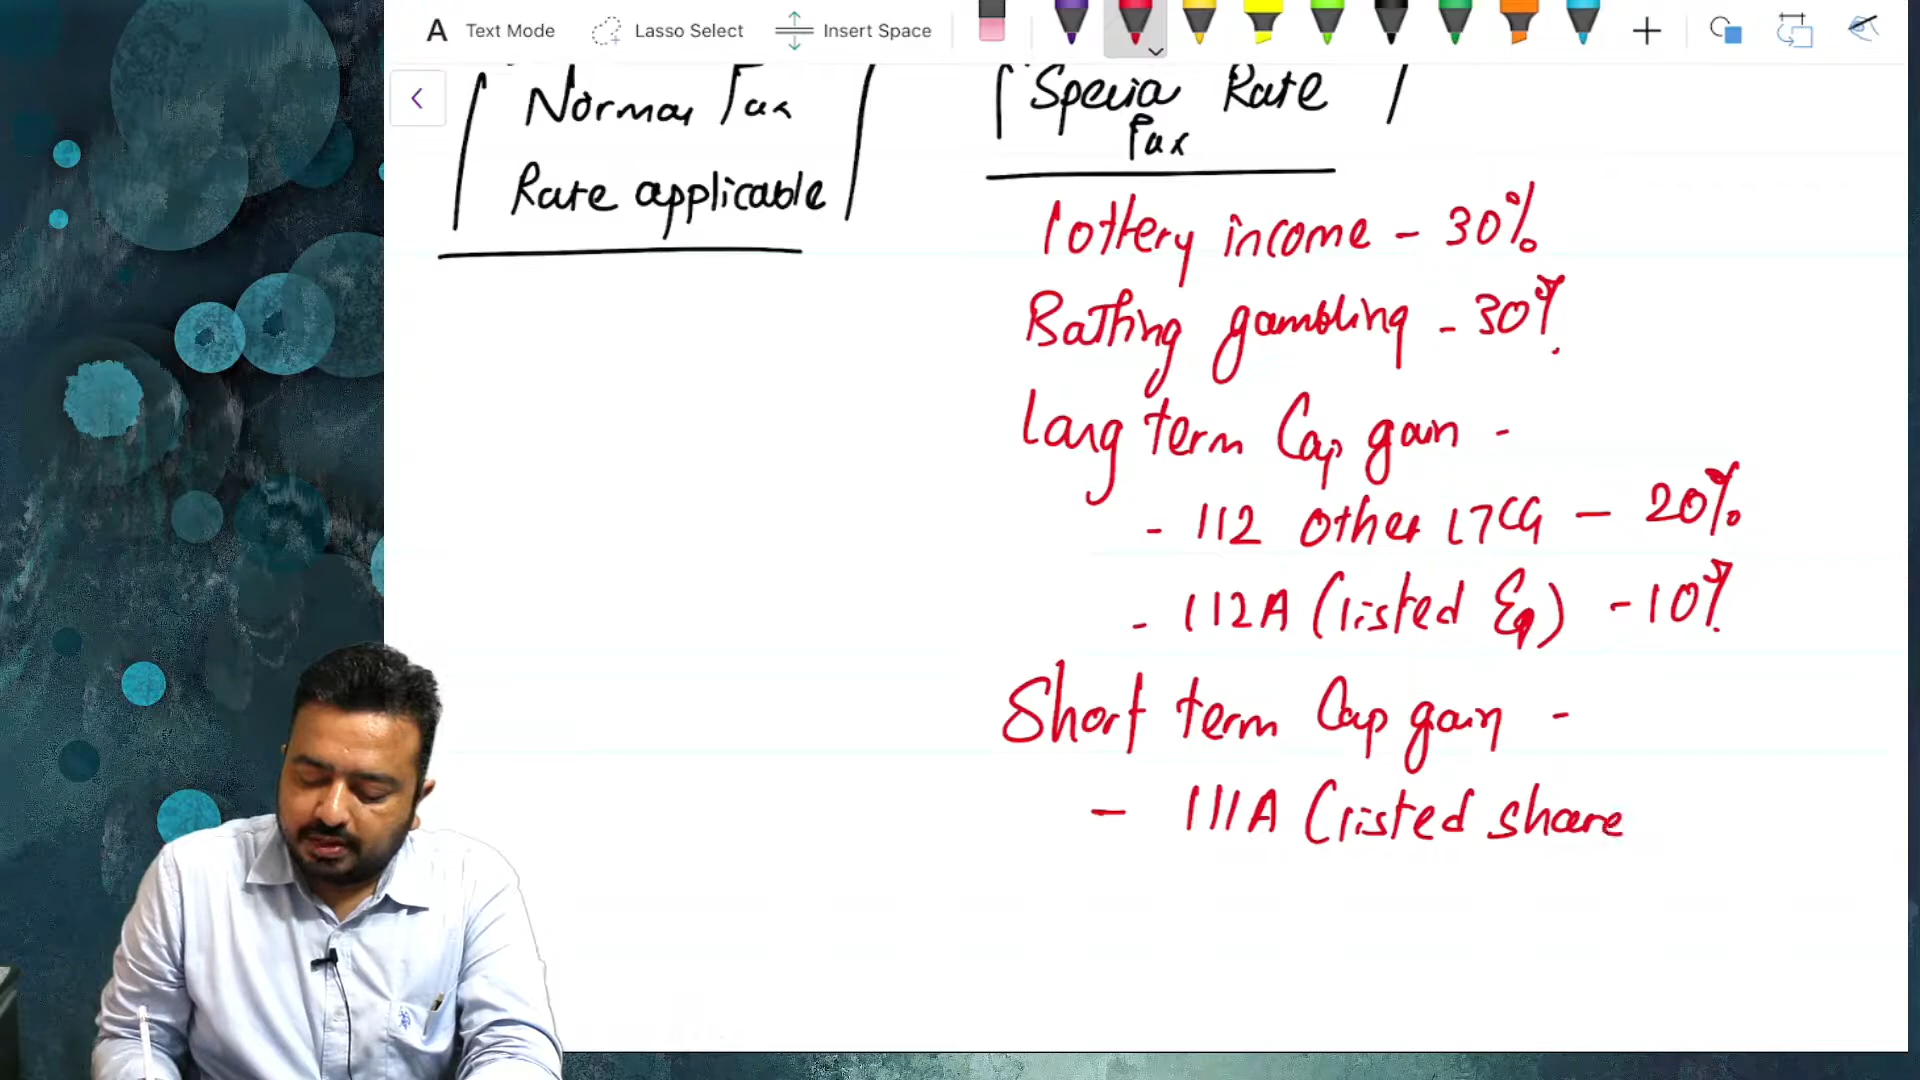 A Text Mode Lasso Select Insert Space
Normal Tax
Rate applicable
Special Rate
Tax
Lottery income - 30%
Bathing gambling - 30%
Long term Cap gain -
- 112 other LTCG - 20%
- 112A (listed Eq) - 10%
Short term Cap gain -
- 111A (listed share